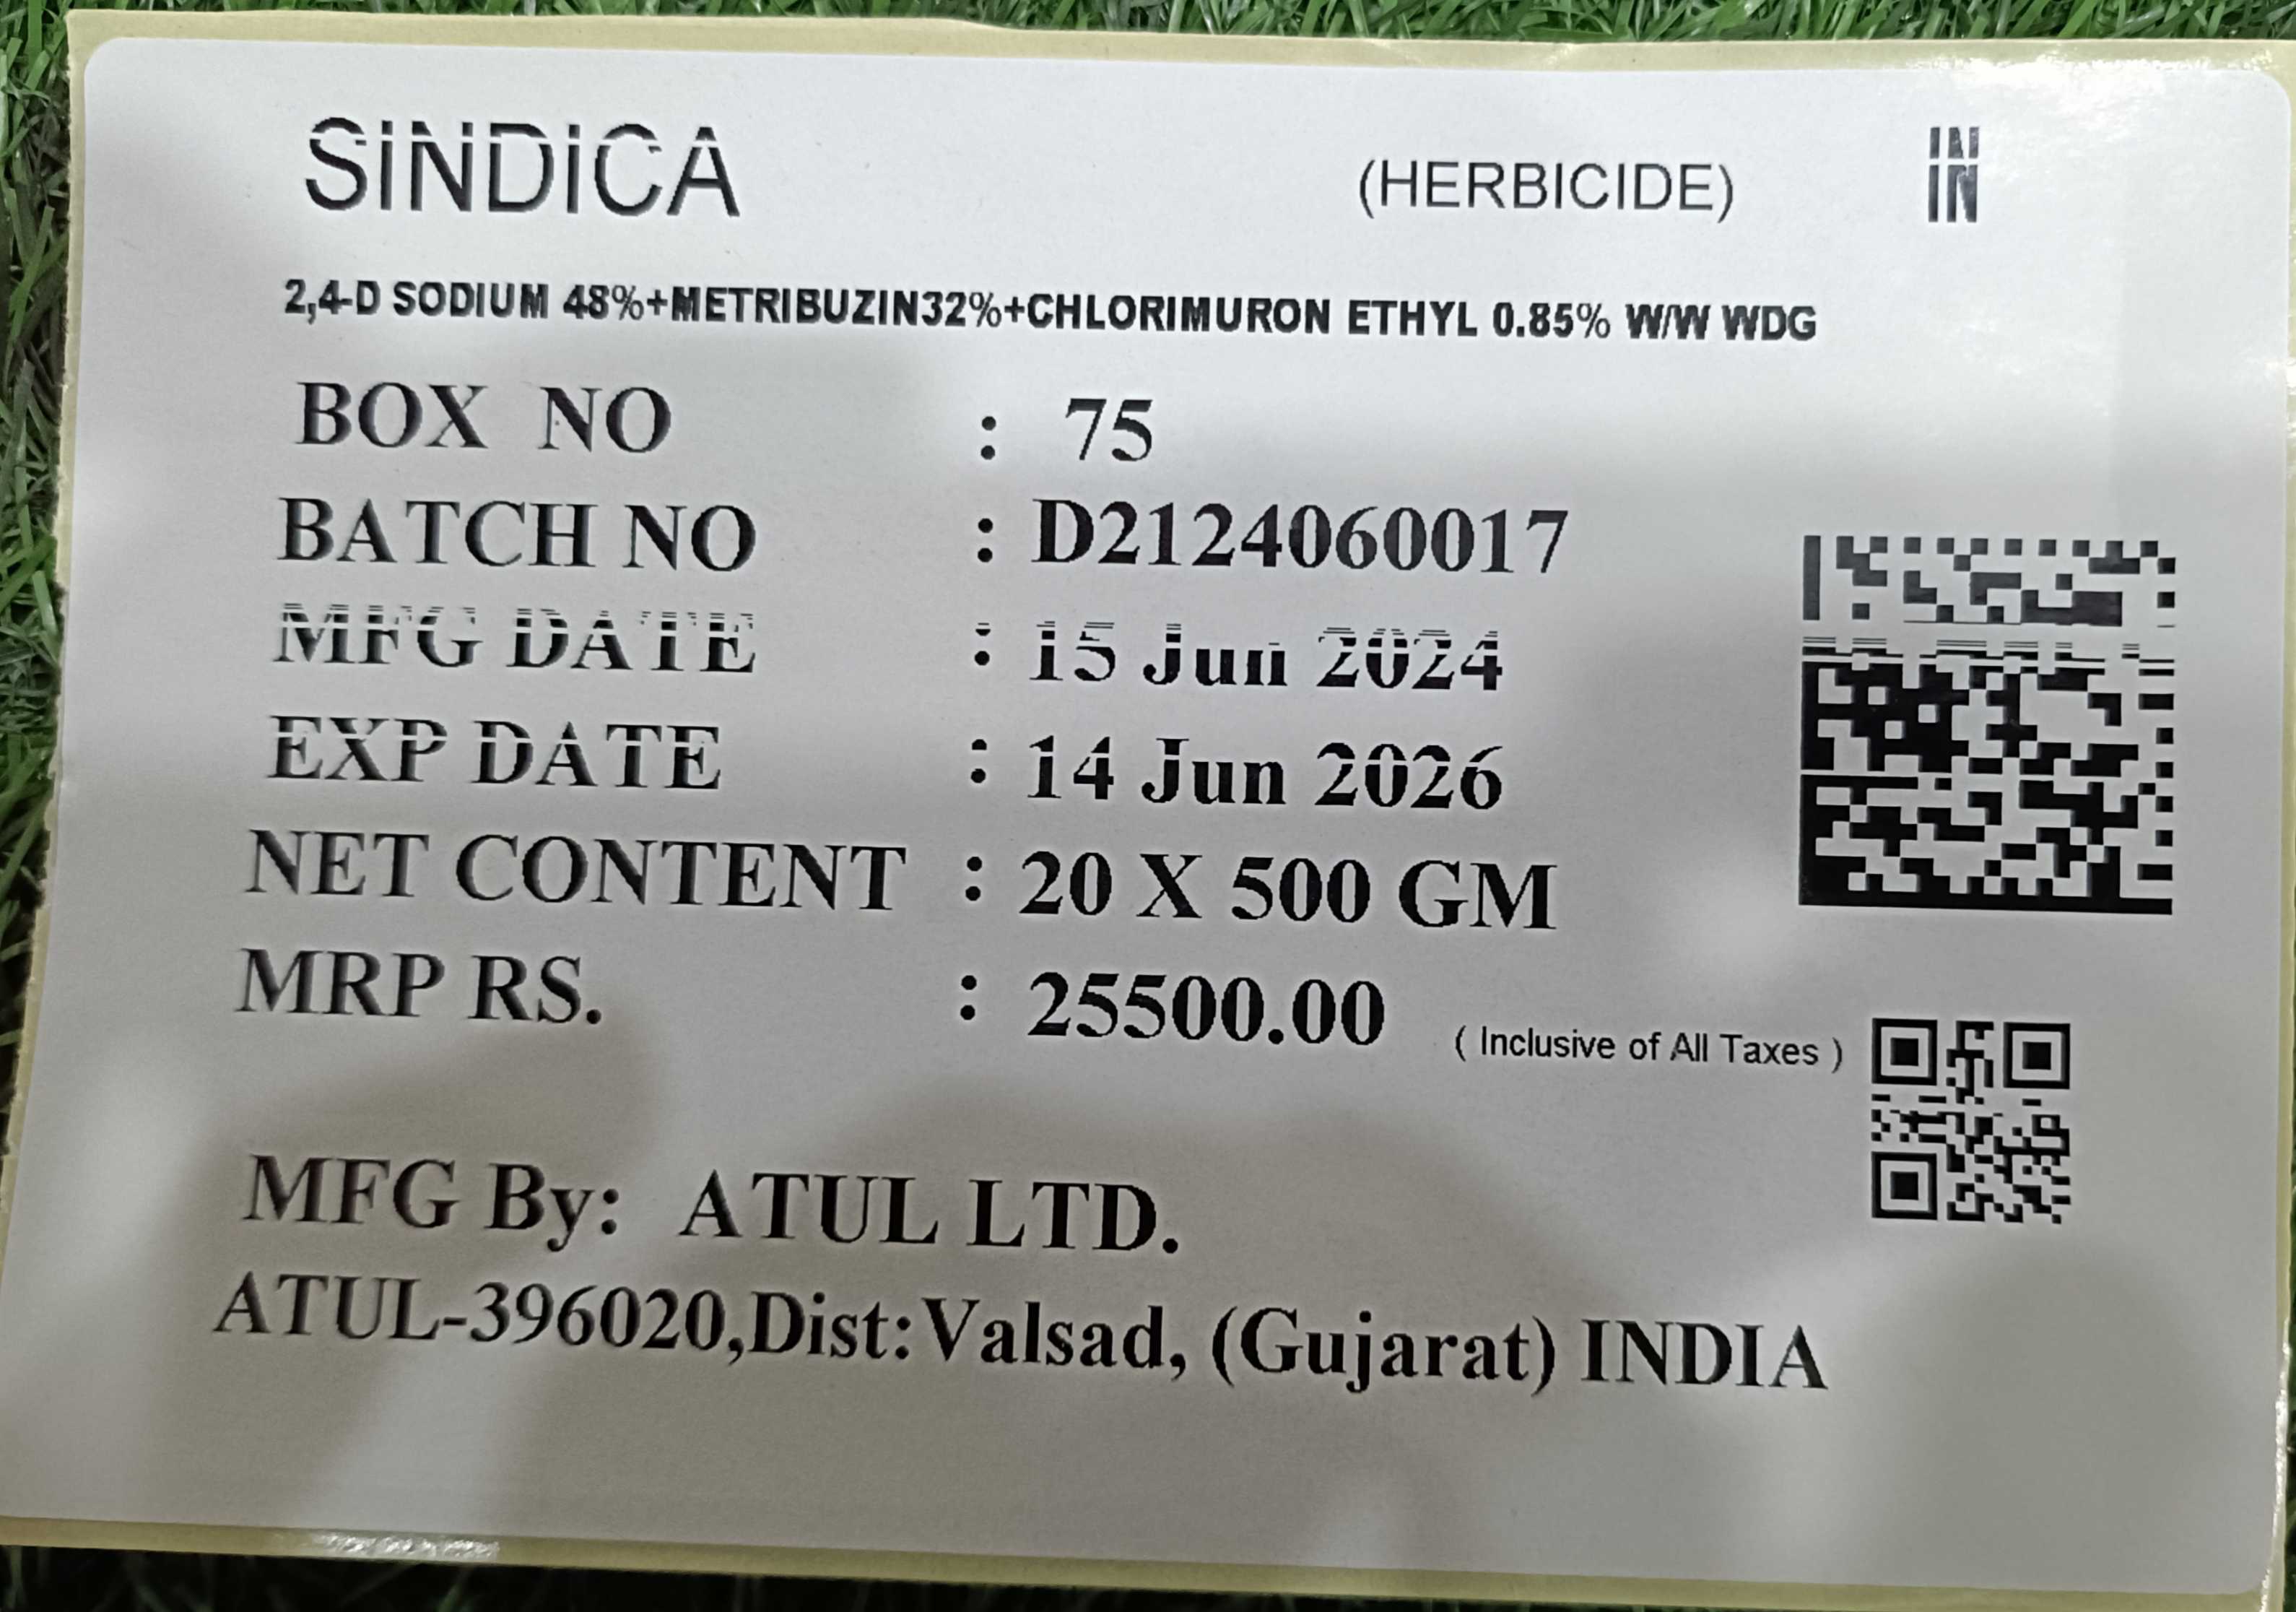 SiNDiCA (HERBICIDE) IN
IN
2,4-D SODIUM 48%+METRIBUZIN32%+CHLORIMURON ETHYL 0.85% W/W WDG
BOX NO : 75
BATCH NO : D2124060017
MFG DATE : 15 Jun 2024
EXP DATE : 14 Jun 2026
NET CONTENT : 20 X 500 GM
MRP RS. : 25500.00 ( Inclusive of All Taxes )
MFG By: ATUL LTD.
ATUL-396020,Dist:Valsad, (Gujarat) INDIA